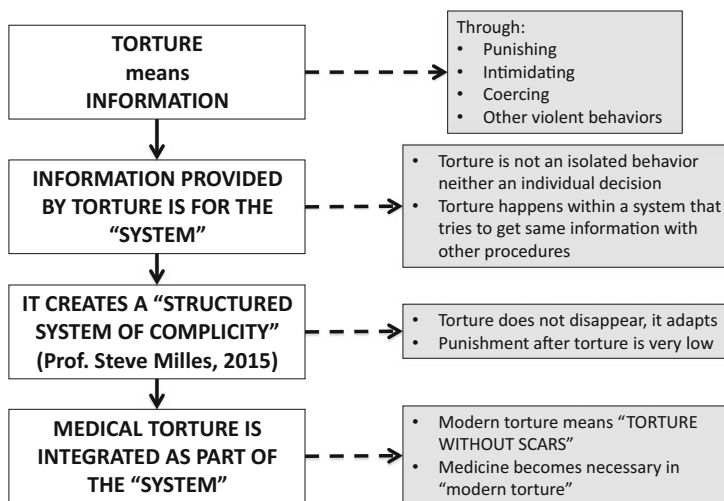 TORTURE
means
INFORMATION
Through:
• Punishing
• Intimidating
• Coercing
• Other violent behaviors
INFORMATION PROVIDED
BY TORTURE IS FOR THE
“SYSTEM”
• Torture is not an isolated behavior
neither an individual decision
• Torture happens within a system that
tries to get same information with
other procedures
IT CREATES A “STRUCTURED
SYSTEM OF COMPLICITY”
(Prof. Steve Milles, 2015)
• Torture does not disappear, it adapts
• Punishment after torture is very low
MEDICAL TORTURE IS
INTEGRATED AS PART OF
THE “SYSTEM”
• Modern torture means “TORTURE
WITHOUT SCARS”
• Medicine becomes necessary in
“modern torture”